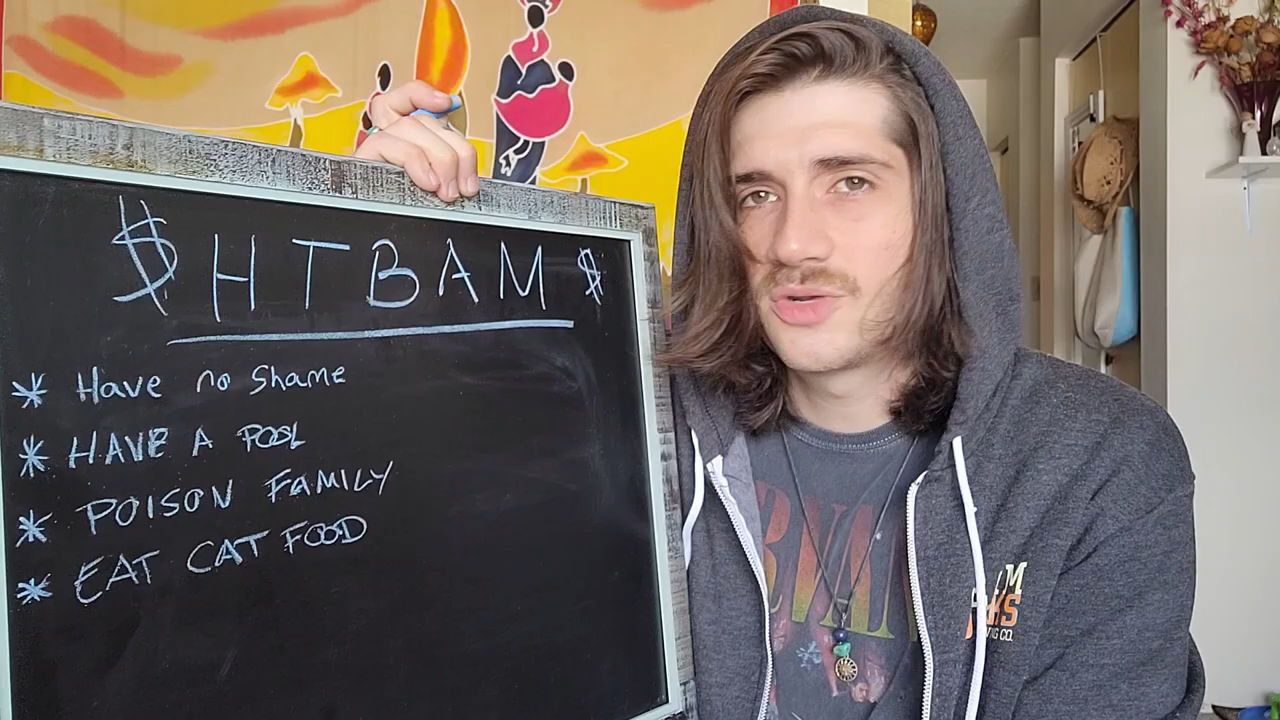 $HTBAM$
* Have no Shame
* HAVE A POOL
* POISON FAMILY
* EAT CAT FOOD